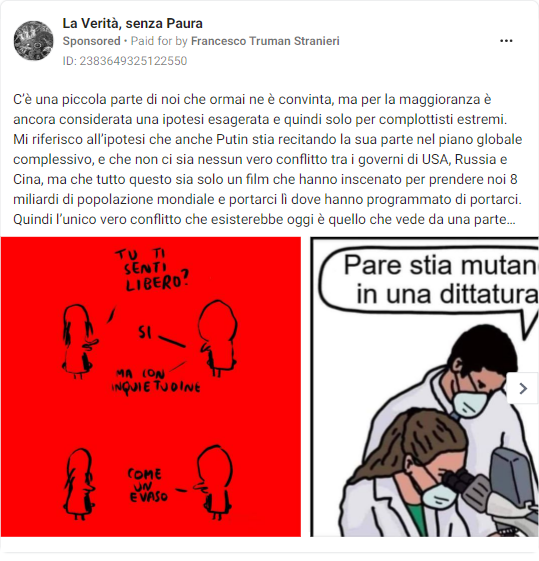 La Verità, senza Paura
Sponsored • Paid for by Francesco Truman Stranieri
ID: 2383649325122550
C'è una piccola parte di noi che ormai ne è convinta, ma per la maggioranza è
ancora considerata una ipotesi esagerata e quindi solo per complottisti estremi.
Mi riferisco all'ipotesi che anche Putin stia recitando la sua parte nel piano globale
complessivo, e che non ci sia nessun vero conflitto tra i governi di USA, Russia e
Cina, ma che tutto questo sia solo un film che hanno inscenato per prendere noi 8
miliardi di popolazione mondiale e portarci lì dove hanno programmato di portarci.
Quindi l'unico vero conflitto che esisterebbe oggi è quello che vede da una parte...
TU TI
SENTI
LIBERO?
SI
MA CON
INQUIETUDINE
COME
UN
EVASO
Pare stia mutan
in una dittatura